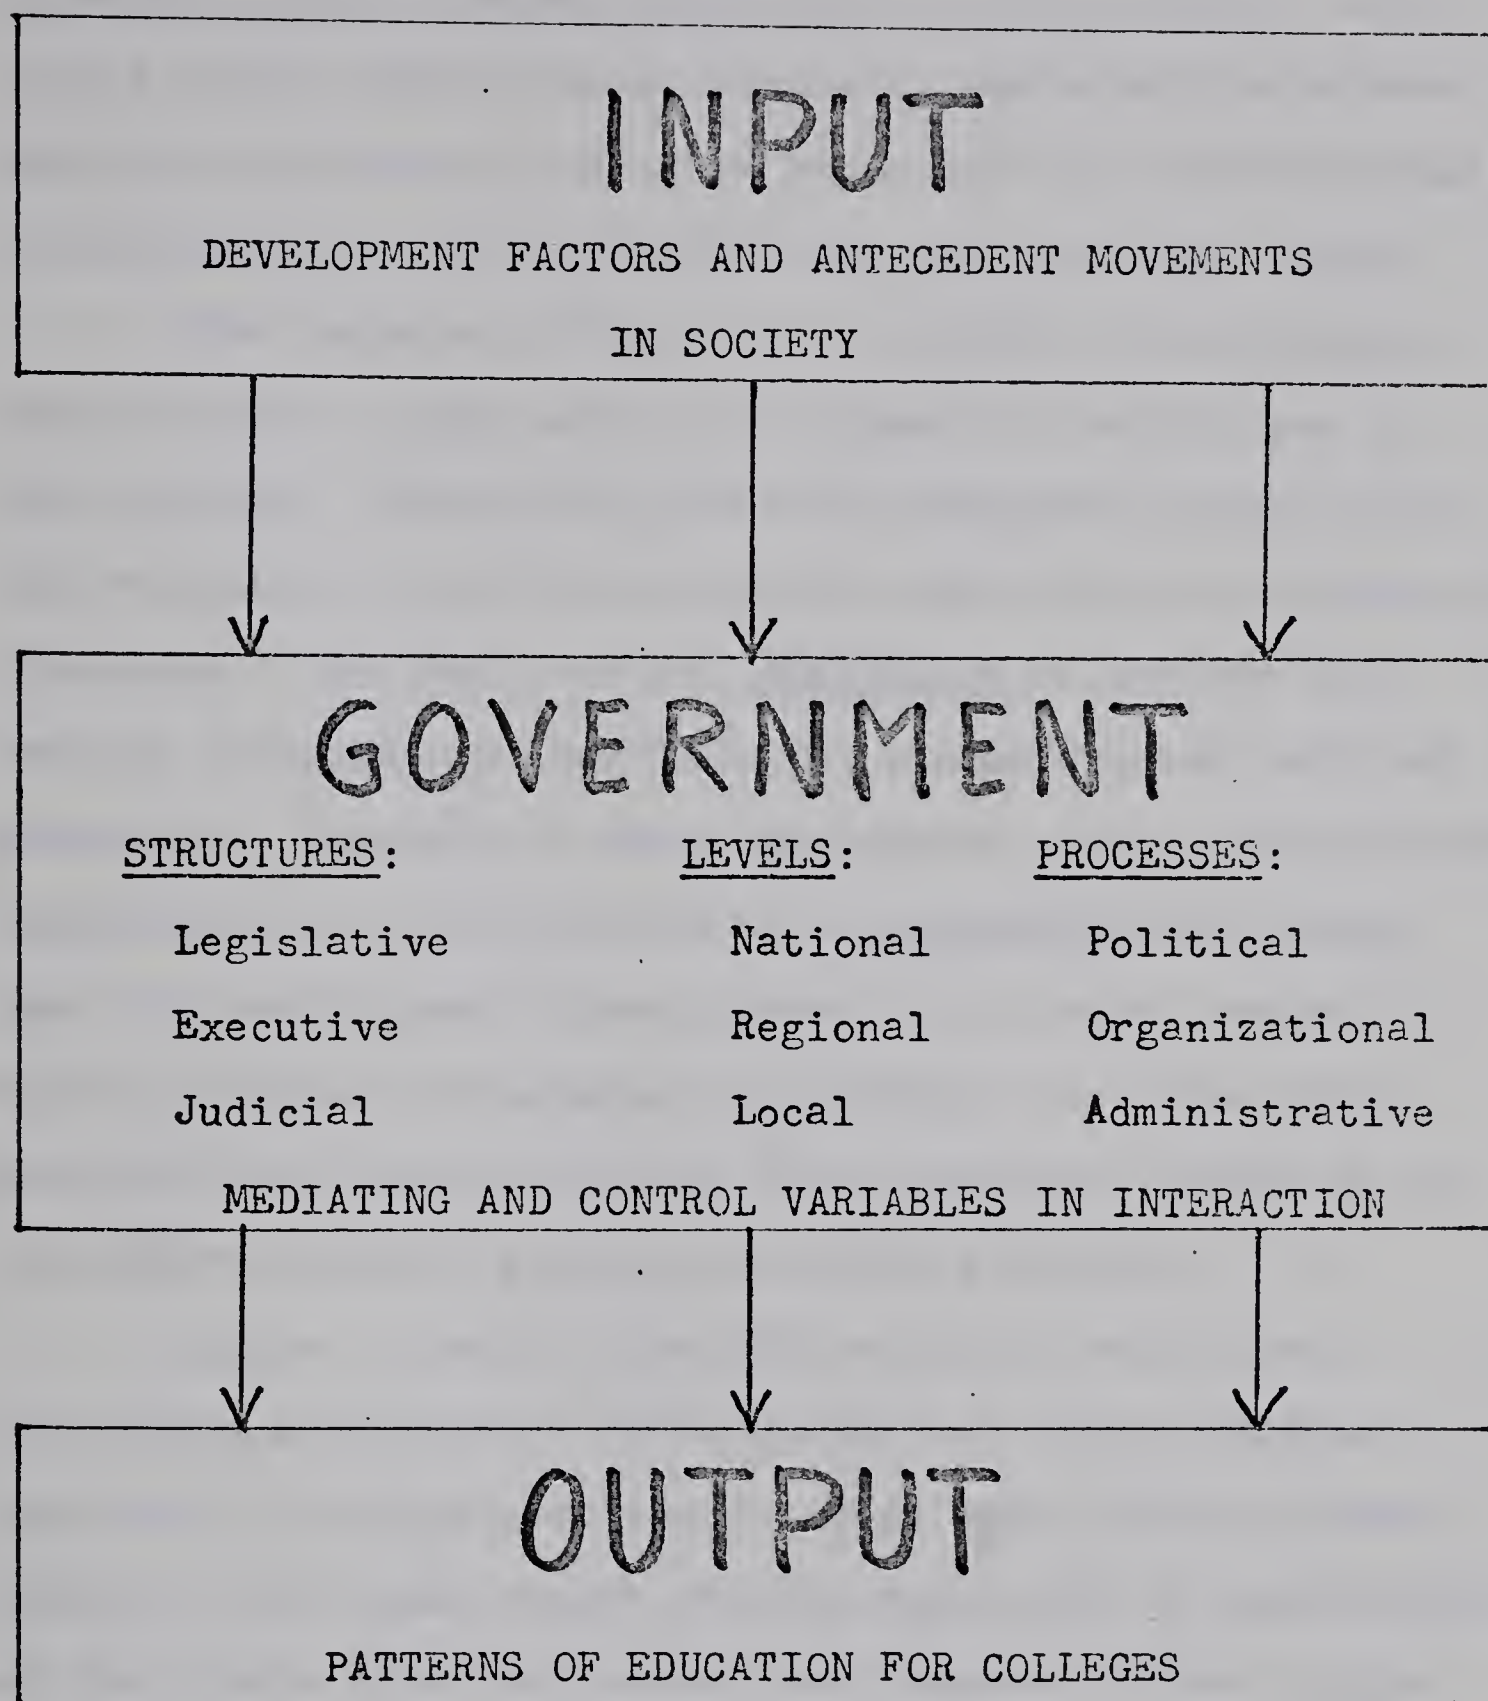 INPUT
DEVELOPMENT FACTORS AND ANTECEDENT MOVEMENTS
IN SOCIETY
GOVERNMENT
STRUCTURES: LEVELS: PROCESSES:
Legislative National Political
Executive Regional Organizational
Judicial Local Administrative
MEDIATING AND CONTROL VARIABLES IN INTERACTION
OUTPUT
PATTERNS OF EDUCATION FOR COLLEGES